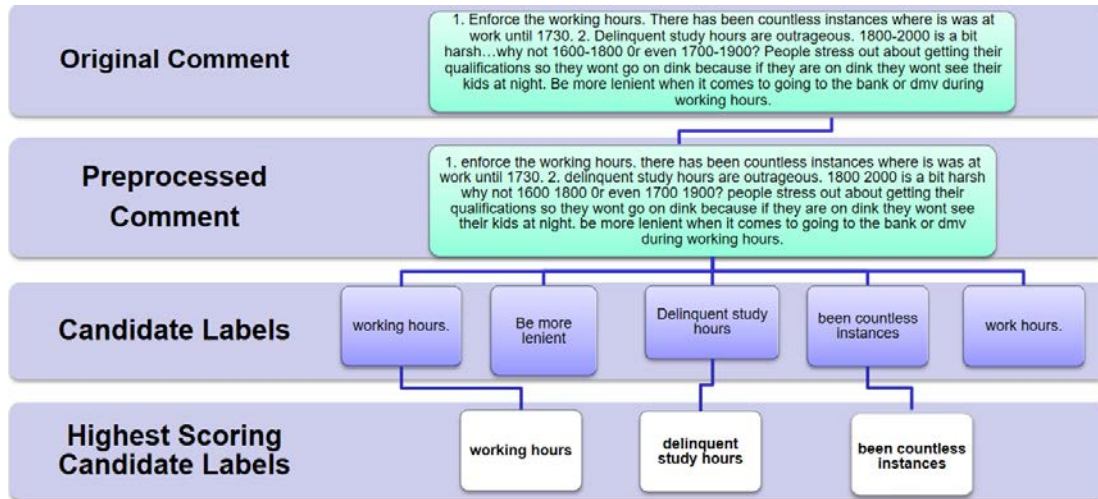 Original Comment
1. Enforce the working hours. There has been countless instances where is was at
work until 1730. 2. Delinquent study hours are outrageous. 1800-2000 is a bit
harsh…why not 1600-1800 0r even 1700-1900? People stress out about getting their
qualifications so they wont go on dink because if they are on dink they wont see their
kids at night. Be more lenient when it comes to going to the bank or dmv during
working hours.
Preprocessed
Comment
1. enforce the working hours. there has been countless instances where is was at
work until 1730. 2. delinquent study hours are outrageous. 1800 2000 is a bit harsh
why not 1600 1800 0r even 1700 1900? people stress out about getting their
qualifications so they wont go on dink because if they are on dink they wont see
their kids at night. be more lenient when it comes to going to the bank or dmv
during working hours.
Candidate Labels
working hours.
Be more
lenient
Delinquent study
hours
been countless
instances
work hours.
Highest Scoring
Candidate Labels
working hours
delinquent
study hours
been countless
instances